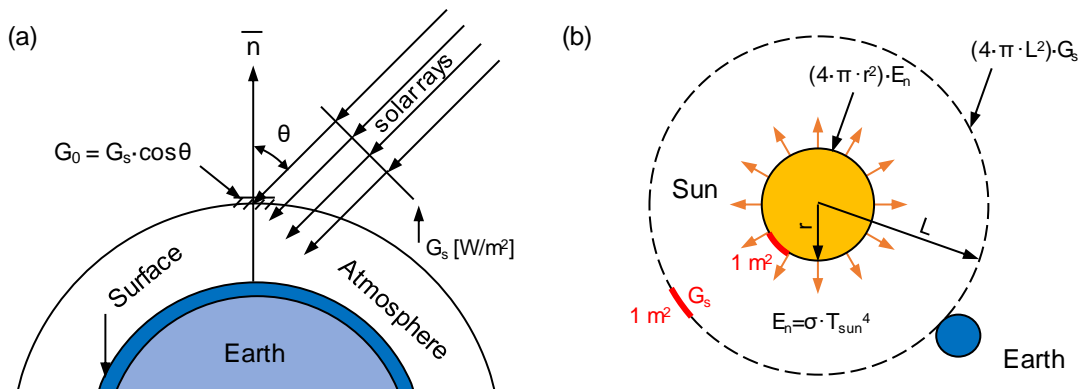 (a)
n̅
solar rays
θ
G₀ = Gₛ·cosθ
Gₛ [W/m²]
Surface
Atmosphere
Earth
(b)
(4·π·L²)·Gₛ
(4·π·r²)·Eₙ
Sun
r
L
1 m²
Gₛ
1 m²
Eₙ=σ·Tₛᵤₙ⁴
Earth